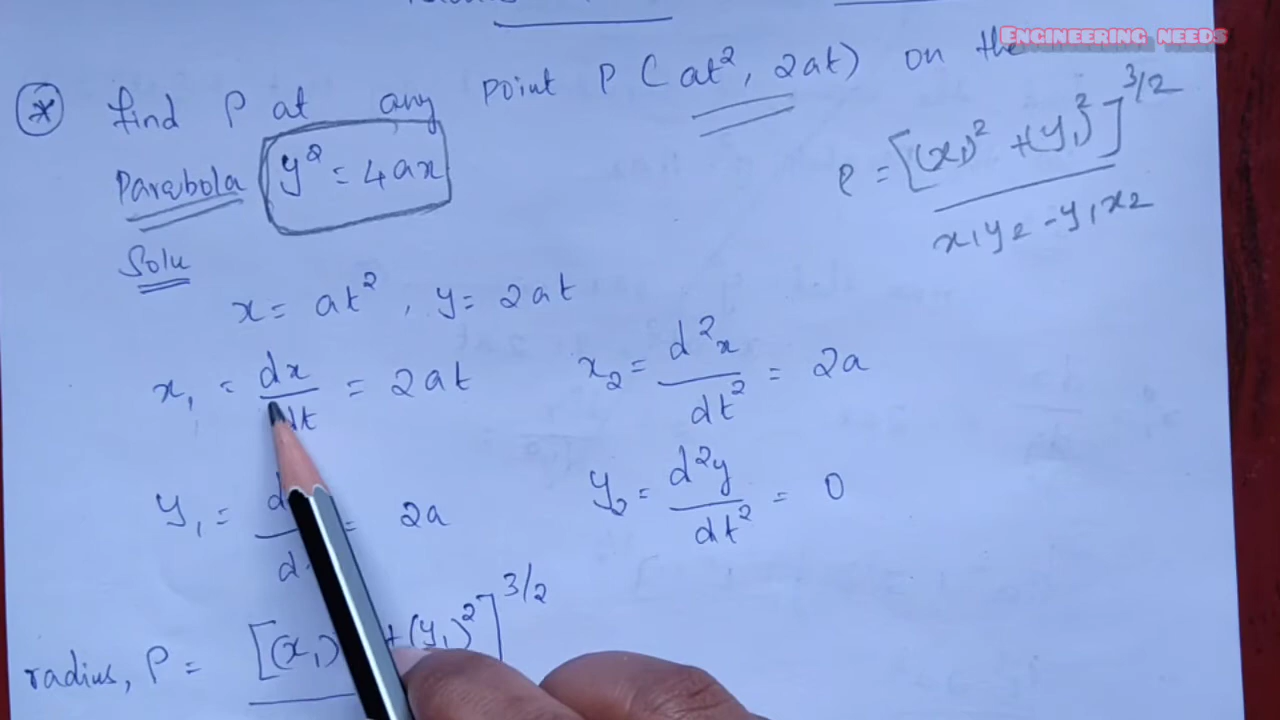 ENGINEERING NEEDS
* find ρ at any point P (at², 2at) on the
Parabola y² = 4ax
ρ = [(x₁)² + (y₁)²]^3/2 / x₁y₂ - y₁x₂
Solu
x = at², y = 2at
x₁ = dx/dt = 2at x₂ = d²x/dt² = 2a
y₁ = = 2a y₂ = d²y/dt² = 0
radius, ρ = [(x₁) + (y₁)²]^3/2